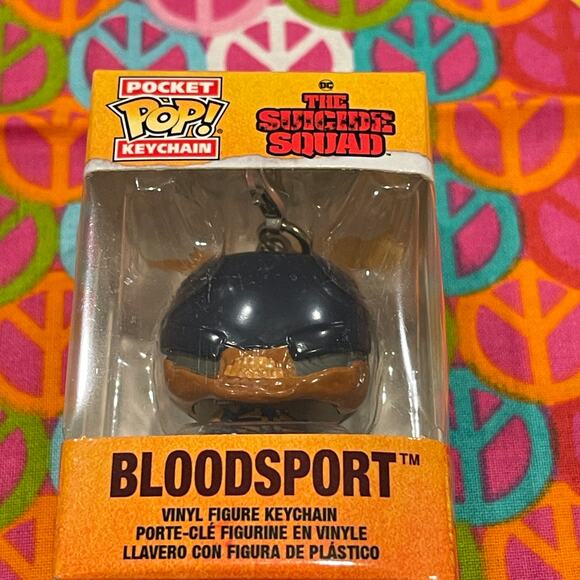 POCKET
POP!®
KEYCHAIN
DC
THE
SUICIDE
SQUAD™
BLOODSPORT™
VINYL FIGURE KEYCHAIN
PORTE-CLÉ FIGURINE EN VINYLE
LLAVERO CON FIGURA DE PLÁSTICO